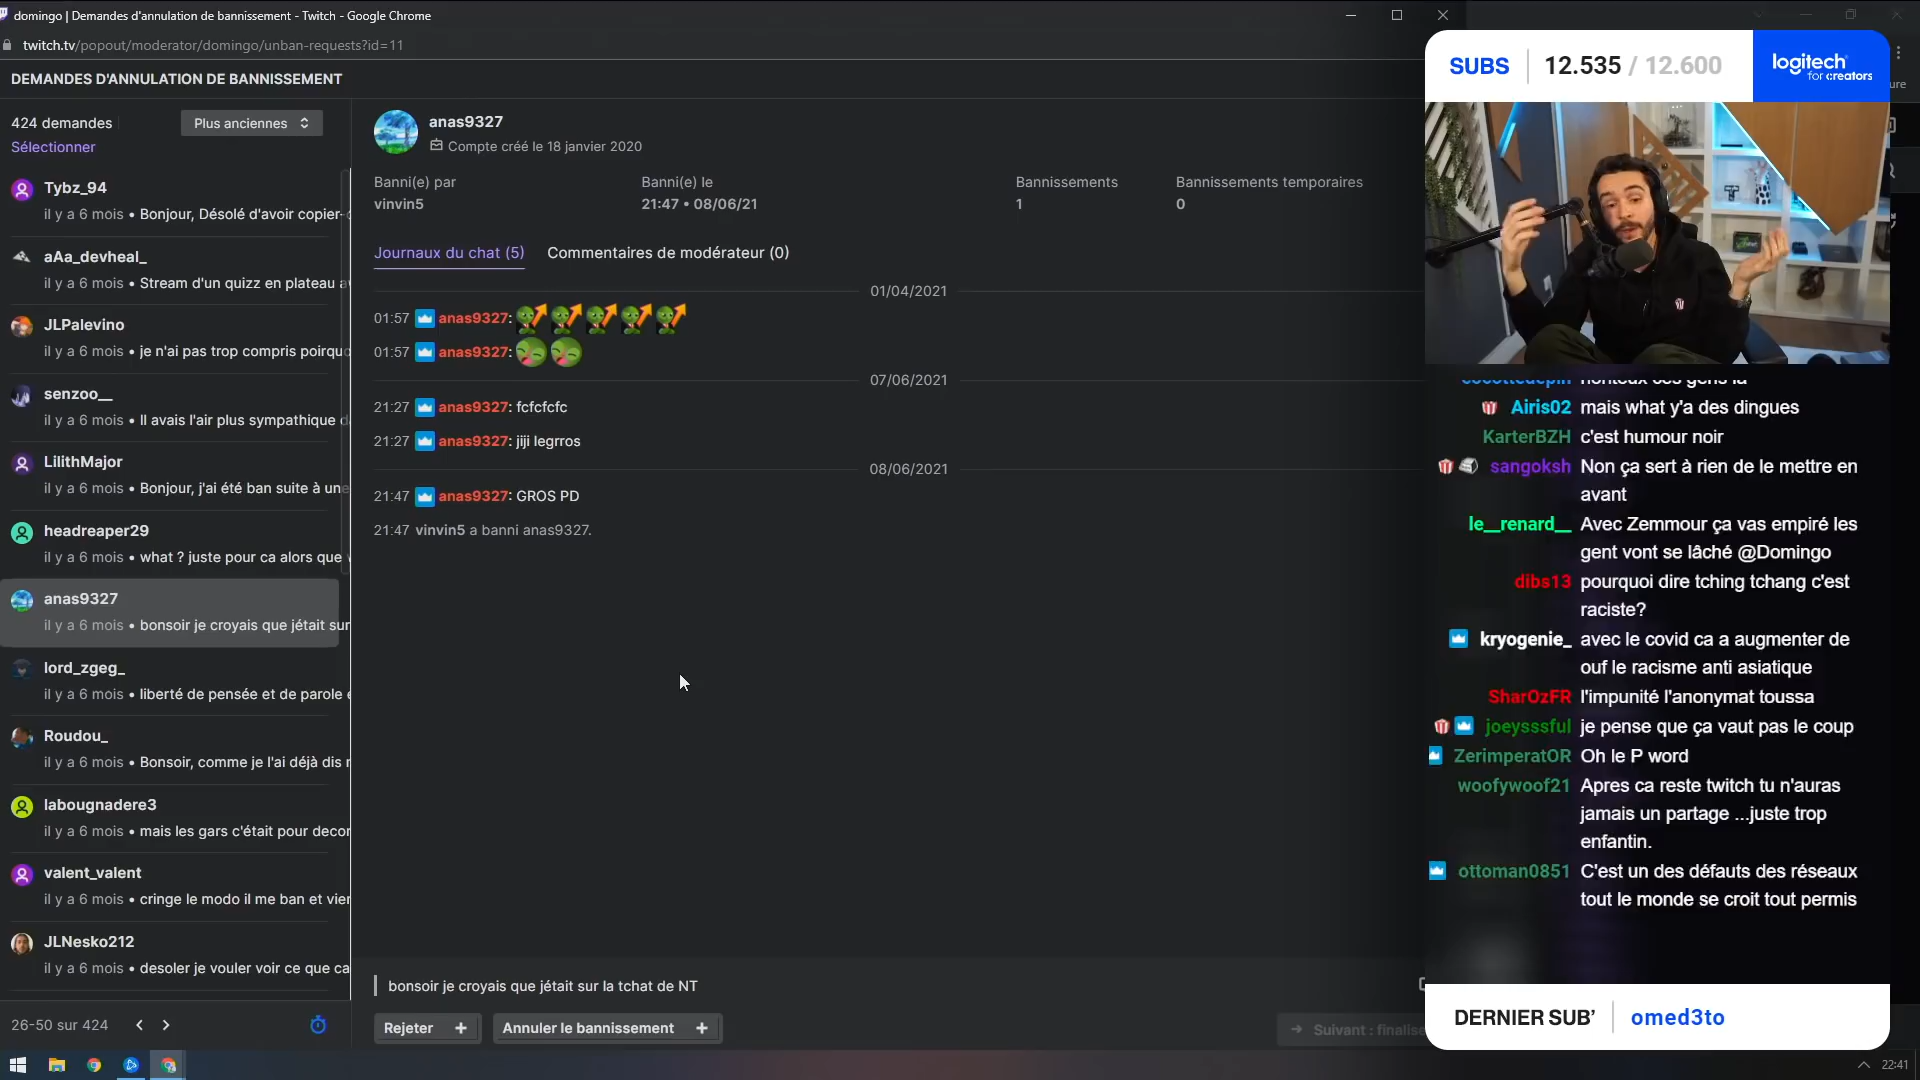 domingo | Demandes d'annulation de bannissement - Twitch - Google Chrome
twitch.tv/popout/moderator/domingo/unban-requests?id=11
DEMANDES D'ANNULATION DE BANNISSEMENT
424 demandes
Plus anciennes
Sélectionner
Tybz_94
il y a 6 mois • Bonjour, Désolé d'avoir copier-
aAa_devheal_
il y a 6 mois • Stream d'un quizz en plateau
JLPalevino
il y a 6 mois • je n'ai pas trop compris poirqu
senzoo__
il y a 6 mois • Il avais l'air plus sympathique
LilithMajor
il y a 6 mois • Bonjour, j'ai été ban suite à une
headreaper29
il y a 6 mois • what ? juste pour ca alors que
anas9327
il y a 6 mois • bonsoir je croyais que jétait sur
lord_zgeg_
il y a 6 mois • liberté de pensée et de parole
Roudou_
il y a 6 mois • Bonsoir, comme je l'ai déjà dis
labougnadere3
il y a 6 mois • mais les gars c'était pour decor
valent_valent
il y a 6 mois • cringe le modo il me ban et vier
JLNesko212
il y a 6 mois • desoler je vouler voir ce que ca
26-50 sur 424
anas9327
Compte créé le 18 janvier 2020
Banni(e) par
vinvin5
Banni(e) le
21:47 • 08/06/21
Bannissements
1
Bannissements temporaires
0
Journaux du chat (5)
Commentaires de modérateur (0)
01/04/2021
01:57 anas9327:
01:57 anas9327:
07/06/2021
21:27 anas9327: fcfcfcfc
21:27 anas9327: jiji legrros
08/06/2021
21:47 anas9327: GROS PD
21:47 vinvin5 a banni anas9327.
bonsoir je croyais que jétait sur la tchat de NT
Rejeter +
Annuler le bannissement +
Suivant : finalise
SUBS 12.535 / 12.600
logitech
for creators
ure
cocottedepin honteux ces gens la
Airis02 mais what y'a des dingues
KarterBZH c'est humour noir
sangoksh Non ça sert à rien de le mettre en
avant
le__renard__ Avec Zemmour ça vas empiré les
gent vont se lâché @Domingo
dibs13 pourquoi dire tching tchang c'est
raciste?
kryogenie_ avec le covid ca a augmenter de
ouf le racisme anti asiatique
SharOzFR l'impunité l'anonymat toussa
joeysssful je pense que ça vaut pas le coup
ZerimperatOR Oh le P word
woofywoof21 Apres ca reste twitch tu n'auras
jamais un partage ...juste trop
enfantin.
ottoman0851 C'est un des défauts des réseaux
tout le monde se croit tout permis
DERNIER SUB' omed3to
22:41